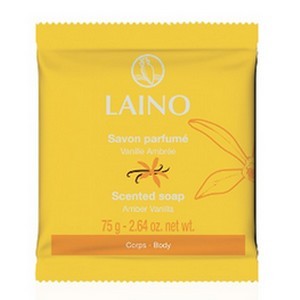 LAINO
Savon parfumé
Vanille Ambrée
Scented soap
Amber Vanilla
75 g - 2.64 oz. net wt.
Corps - Body